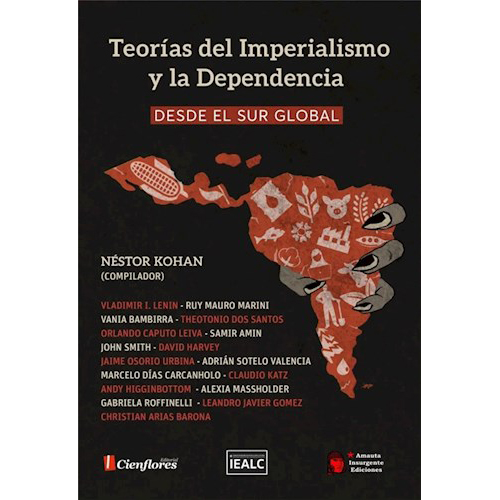 Teorías del Imperialismo
y la Dependencia
DESDE EL SUR GLOBAL
NÉSTOR KOHAN
(COMPILADOR)
VLADIMIR I. LENIN - RUY MAURO MARINI
VANIA BAMBIRRA - THEOTONIO DOS SANTOS
ORLANDO CAPUTO LEIVA - SAMIR AMIN
JOHN SMITH - DAVID HARVEY
JAIME OSORIO URBINA - ADRIÁN SOTELO VALENCIA
MARCELO DÍAS CARCANHOLO - CLAUDIO KATZ
ANDY HIGGINBOTTOM - ALEXIA MASSHOLDER
GABRIELA ROFFINELLI - LEANDRO JAVIER GOMEZ
CHRISTIAN ARIAS BARONA
Editorial
Cienflores
IEALC
Amauta
Insurgente
Ediciones